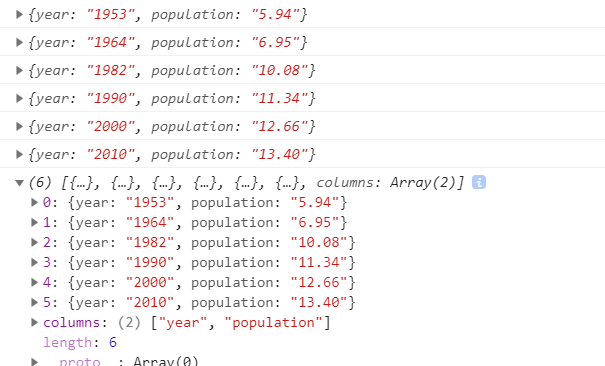 {year: "1953", population: "5.94"}
{year: "1964", population: "6.95"}
{year: "1982", population: "10.08"}
{year: "1990", population: "11.34"}
{year: "2000", population: "12.66"}
{year: "2010", population: "13.40"}
(6) [{…}, {…}, {…}, {…}, {…}, {…}, columns: Array(2)] i
0: {year: "1953", population: "5.94"}
1: {year: "1964", population: "6.95"}
2: {year: "1982", population: "10.08"}
3: {year: "1990", population: "11.34"}
4: {year: "2000", population: "12.66"}
5: {year: "2010", population: "13.40"}
columns: (2) ["year", "population"]
length: 6
__proto__: Array(0)